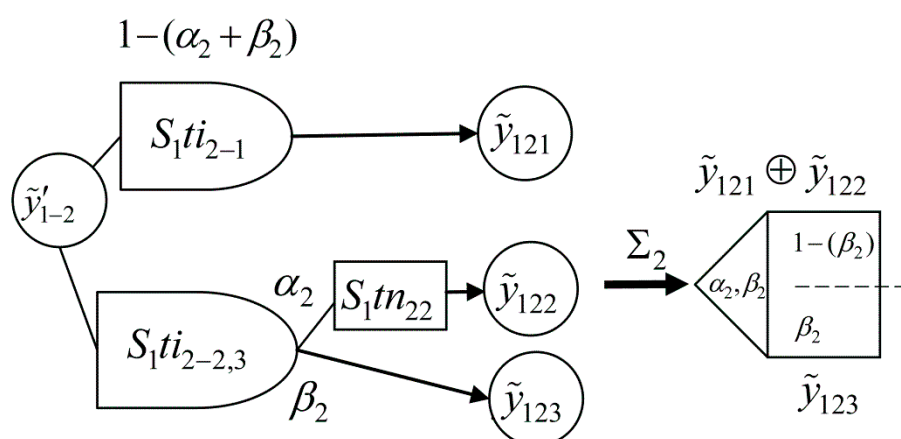 1−(α₂ + β₂)
S₁ti₂₋₁
ỹ₁₂₁
ỹ′₁₋₂
ỹ₁₂₁ ⊕ ỹ₁₂₂
Σ₂
1−(β₂)
α₂, β₂
β₂
α₂
S₁tn₂₂
ỹ₁₂₂
S₁ti₂₋₂,₃
β₂
ỹ₁₂₃
ỹ₁₂₃